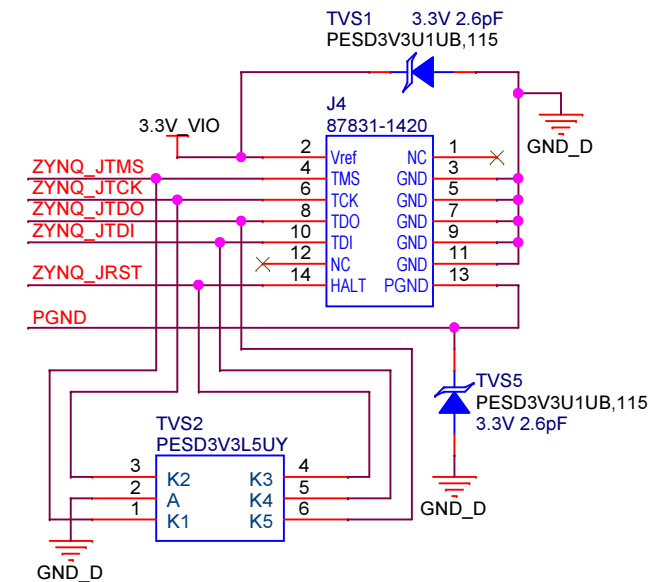 TVS1 3.3V 2.6pF
PESD3V3U1UB,115
J4
87831-1420
3.3V_VIO
GND_D
2 Vref NC 1
ZYNQ_JTMS 4 TMS GND 3
ZYNQ_JTCK 6 TCK GND 5
ZYNQ_JTDO 8 TDO GND 7
ZYNQ_JTDI 10 TDI GND 9
12 NC GND 11
ZYNQ_JRST 14 HALT PGND 13
PGND
TVS5
PESD3V3U1UB,115
3.3V 2.6pF
GND_D
TVS2
PESD3V3L5UY
3 K2 K3 4
2 A K4 5
1 K1 K5 6
GND_D